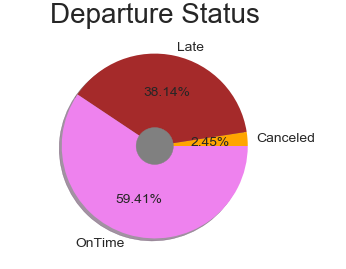 Departure Status
Late
38.14%
2.45%
Canceled
59.41%
OnTime